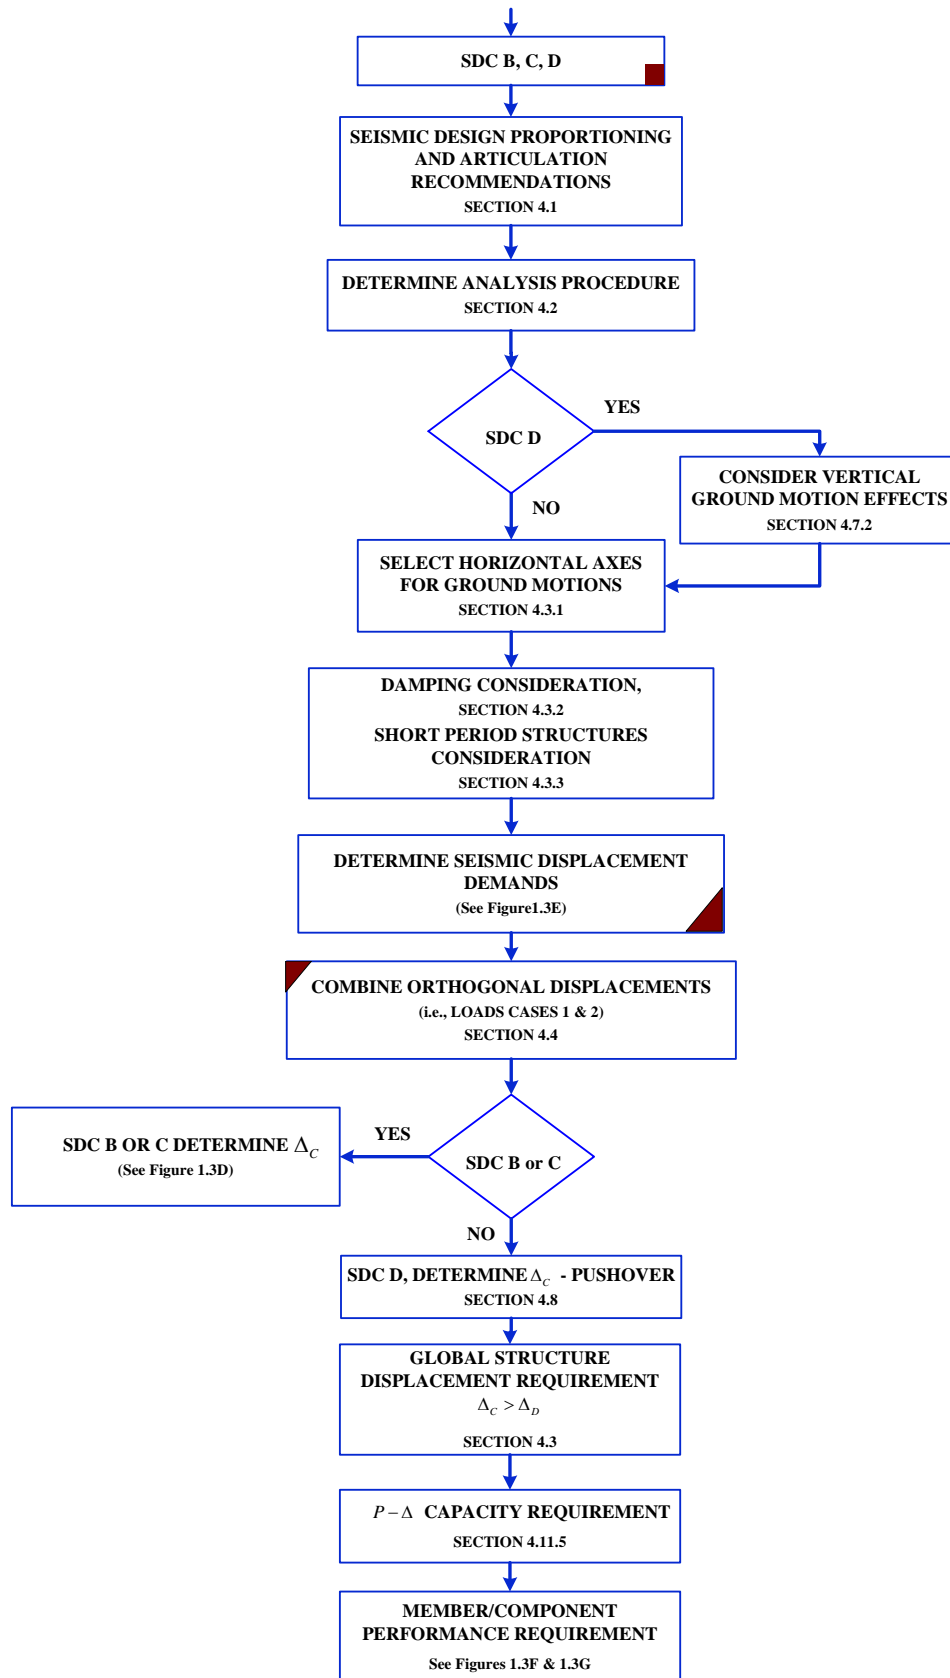 SDC B, C, D
SEISMIC DESIGN PROPORTIONING
AND ARTICULATION
RECOMMENDATIONS
SECTION 4.1
DETERMINE ANALYSIS PROCEDURE
SECTION 4.2
SDC D
YES
CONSIDER VERTICAL
GROUND MOTION EFFECTS
SECTION 4.7.2
NO
SELECT HORIZONTAL AXES
FOR GROUND MOTIONS
SECTION 4.3.1
DAMPING CONSIDERATION,
SECTION 4.3.2
SHORT PERIOD STRUCTURES
CONSIDERATION
SECTION 4.3.3
DETERMINE SEISMIC DISPLACEMENT
DEMANDS
(See Figure1.3E)
COMBINE ORTHOGONAL DISPLACEMENTS
(i.e., LOADS CASES 1 & 2)
SECTION 4.4
SDC B or C
YES
SDC B OR C DETERMINE Δ_C
(See Figure 1.3D)
NO
SDC D, DETERMINE Δ_C - PUSHOVER
SECTION 4.8
GLOBAL STRUCTURE
DISPLACEMENT REQUIREMENT
Δ_C > Δ_D
SECTION 4.3
P − Δ CAPACITY REQUIREMENT
SECTION 4.11.5
MEMBER/COMPONENT
PERFORMANCE REQUIREMENT
See Figures 1.3F & 1.3G